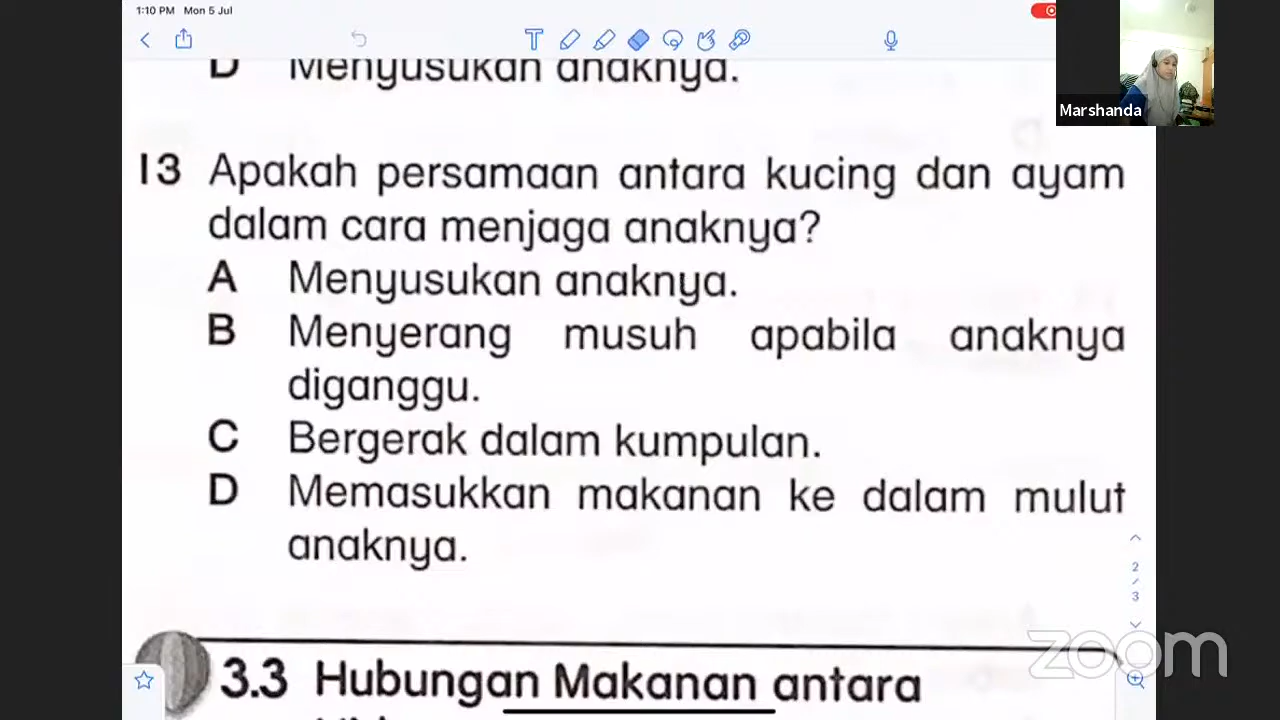 1:10 PM Mon 5 Jul
Marshanda
D Menyusukan anaknya.
13 Apakah persamaan antara kucing dan ayam
dalam cara menjaga anaknya?
A Menyusukan anaknya.
B Menyerang musuh apabila anaknya
diganggu.
C Bergerak dalam kumpulan.
D Memasukkan makanan ke dalam mulut
anaknya.
2
/
3
zoom
3.3 Hubungan Makanan antara